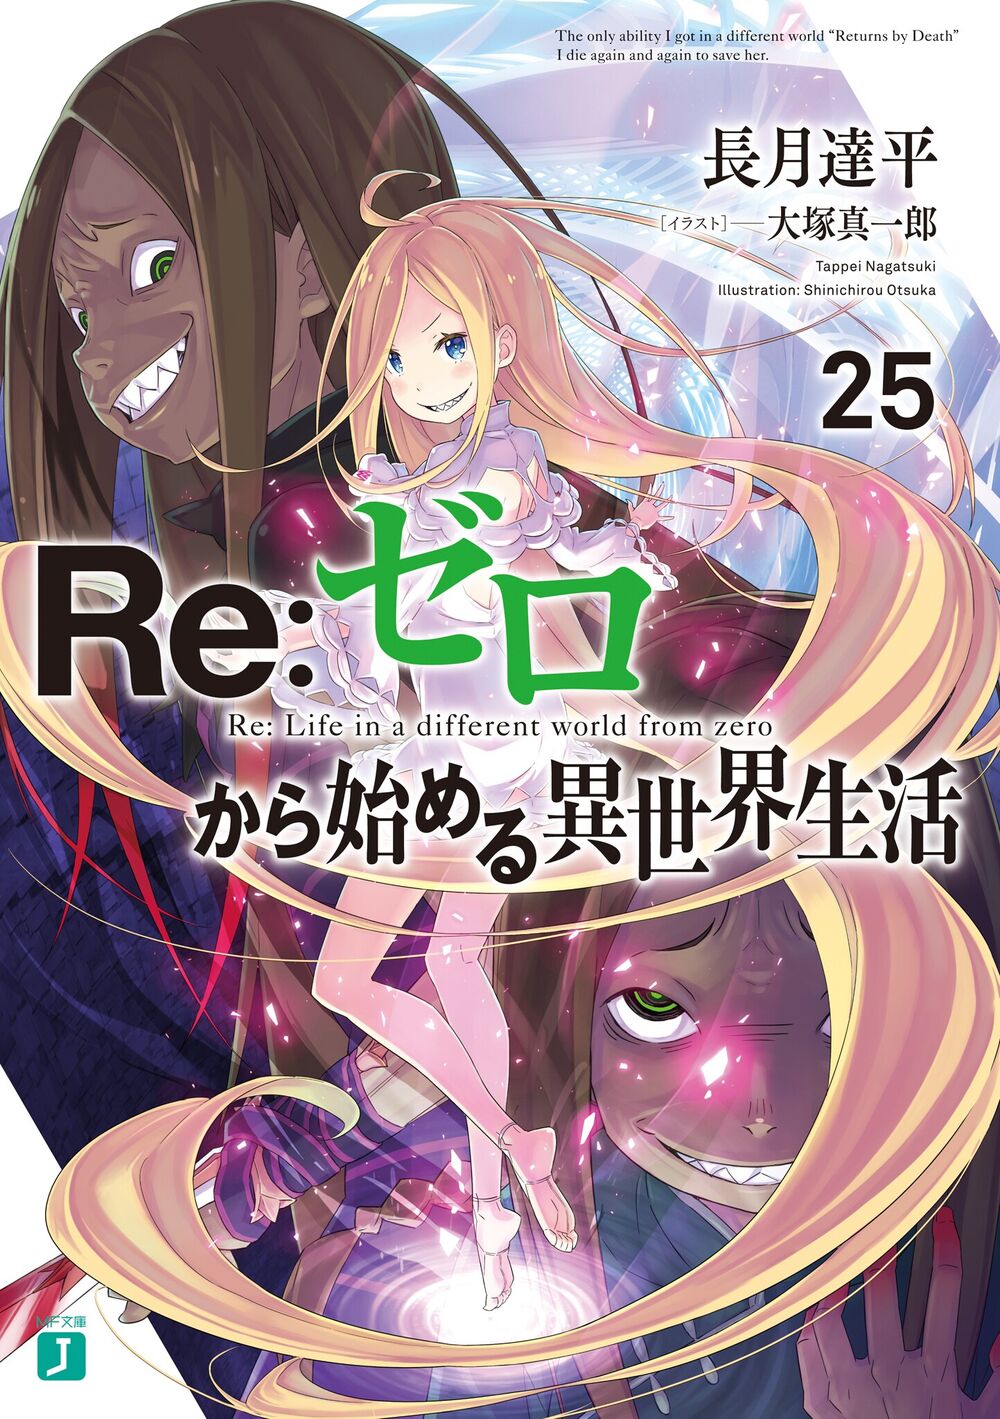 The only ability I got in a different world “Returns by Death”
I die again and again to save her.
長月達平
[イラスト]――大塚真一郎
Tappei Nagatsuki
Illustration: Shinichirou Otsuka
25
Re:ゼロ
Re: Life in a different world from zero
から始める異世界生活
MF文庫
J